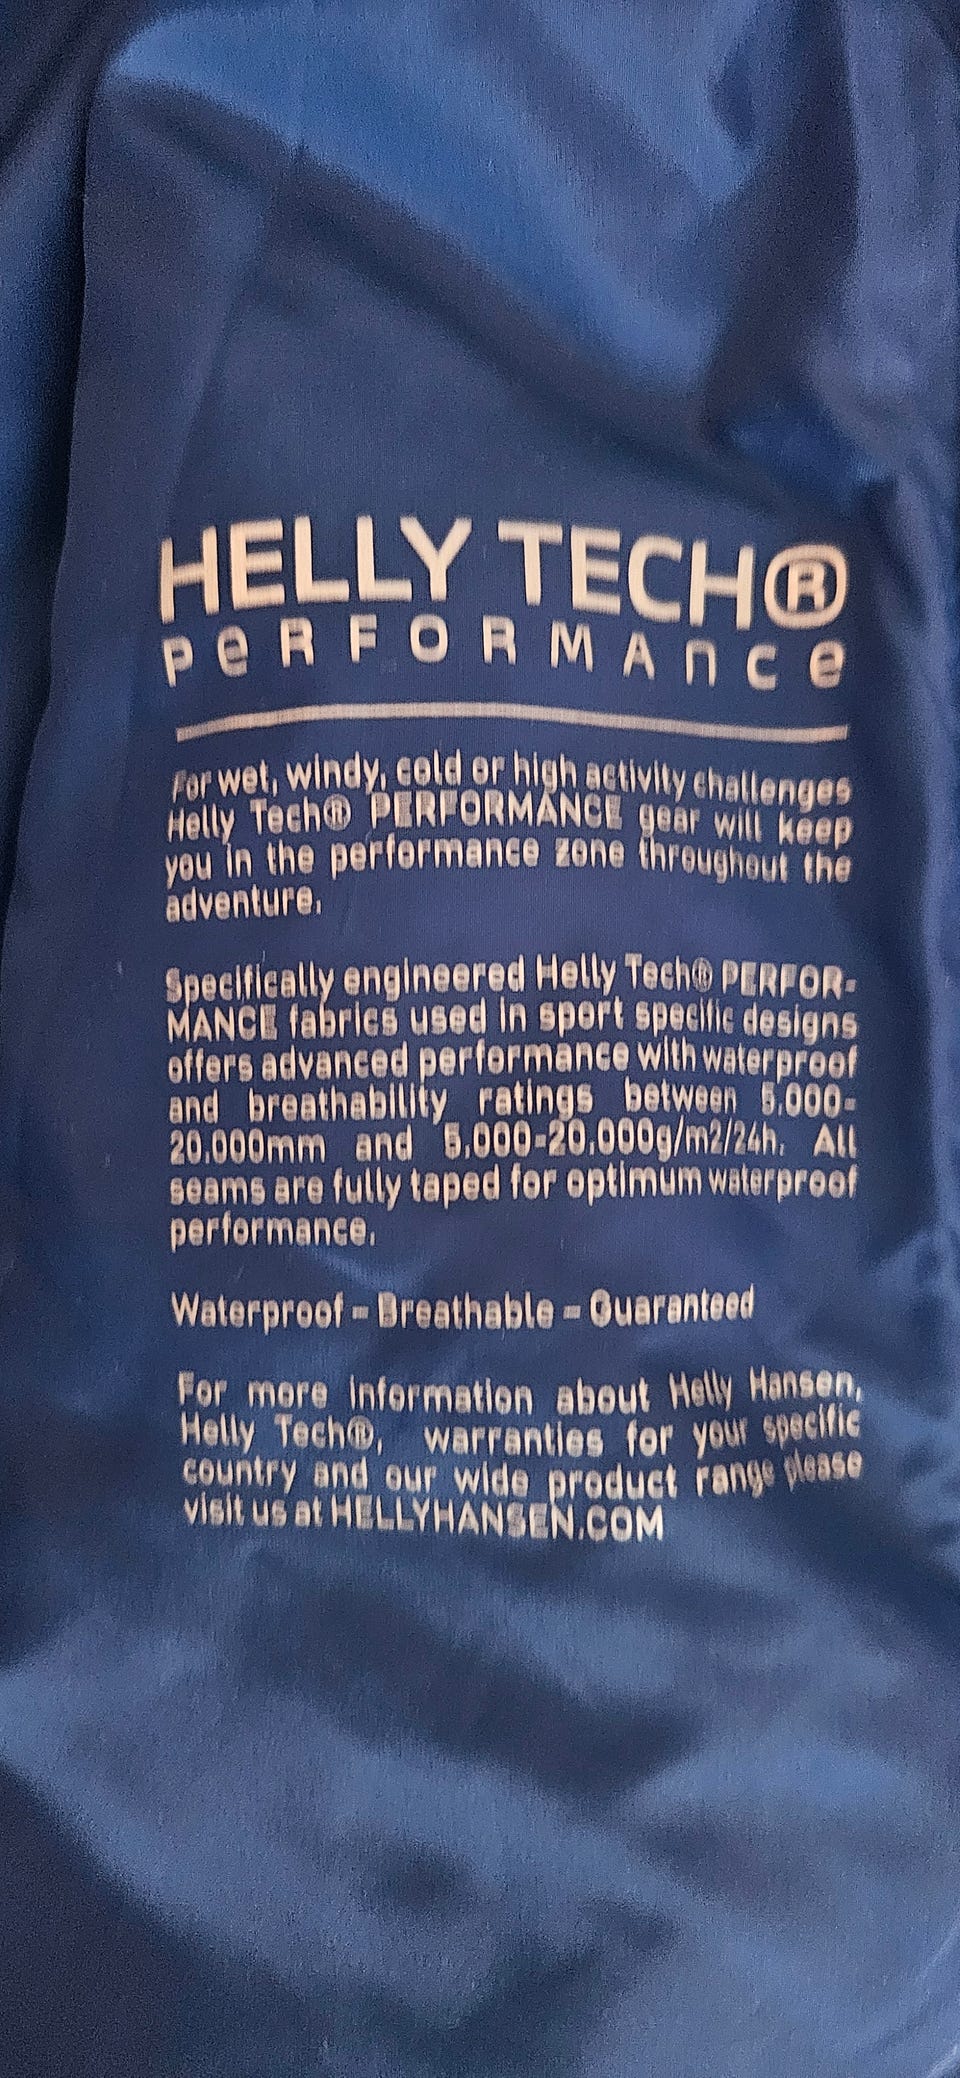 HELLY TECH®
PERFORMANCE
For wet, windy, cold or high activity challenges
Helly Tech® PERFORMANCE gear will keep
you in the performance zone throughout the
adventure.
Specifically engineered Helly Tech® PERFOR-
MANCE fabrics used in sport specific designs
offers advanced performance with waterproof
and breathability ratings between 5.000-
20.000mm and 5.000-20.000g/m2/24h. All
seams are fully taped for optimum waterproof
performance.
Waterproof - Breathable - Guaranteed
For more information about Helly Hansen,
Helly Tech®, warranties for your specific
country and our wide product range please
visit us at HELLYHANSEN.COM